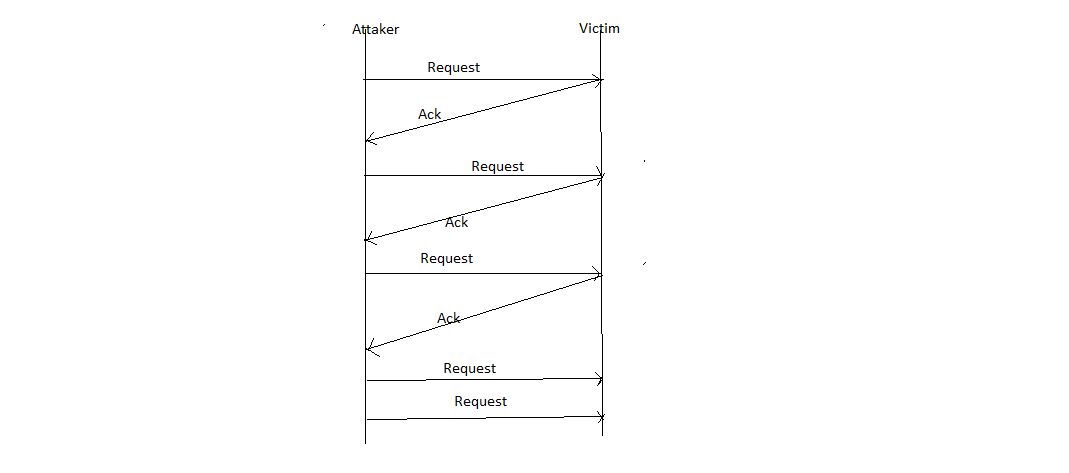 Attaker
Victim
Request
Ack
Request
Ack
Request
Ack
Request
Request